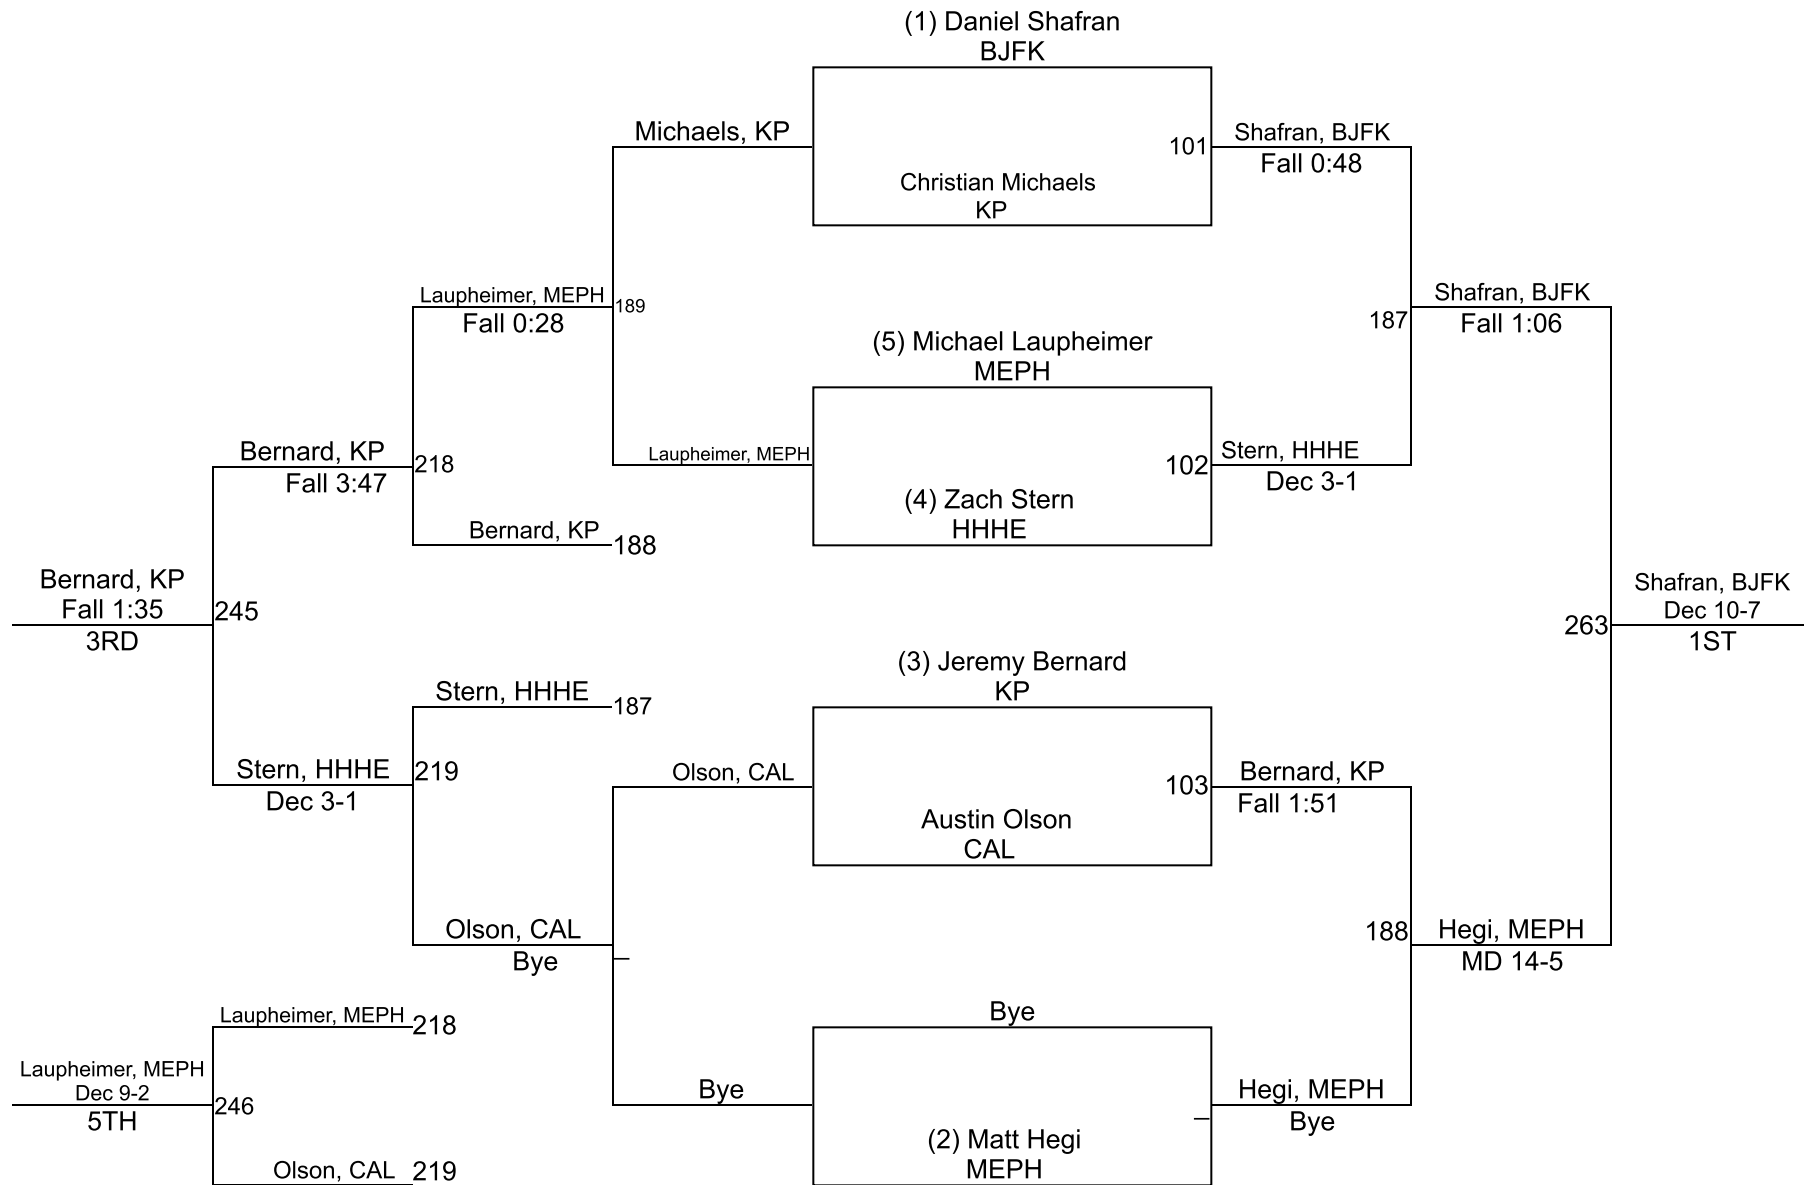 (1) Daniel Shafran
BJFK
Michaels, KP
101
Shafran, BJFK
Fall 0:48
Christian Michaels
KP
Laupheimer, MEPH
Fall 0:28
189
187
Shafran, BJFK
Fall 1:06
(5) Michael Laupheimer
MEPH
Bernard, KP
Fall 3:47
218
Laupheimer, MEPH
102
Stern, HHHE
Dec 3-1
(4) Zach Stern
HHHE
Bernard, KP
188
Bernard, KP
Fall 1:35
3RD
245
263
Shafran, BJFK
Dec 10-7
1ST
(3) Jeremy Bernard
KP
Stern, HHHE
187
Stern, HHHE
Dec 3-1
219
Olson, CAL
103
Bernard, KP
Fall 1:51
Austin Olson
CAL
Olson, CAL
Bye
188
Hegi, MEPH
MD 14-5
Laupheimer, MEPH
218
Bye
Laupheimer, MEPH
Dec 9-2
5TH
246
Bye
Hegi, MEPH
Bye
(2) Matt Hegi
MEPH
Olson, CAL
219